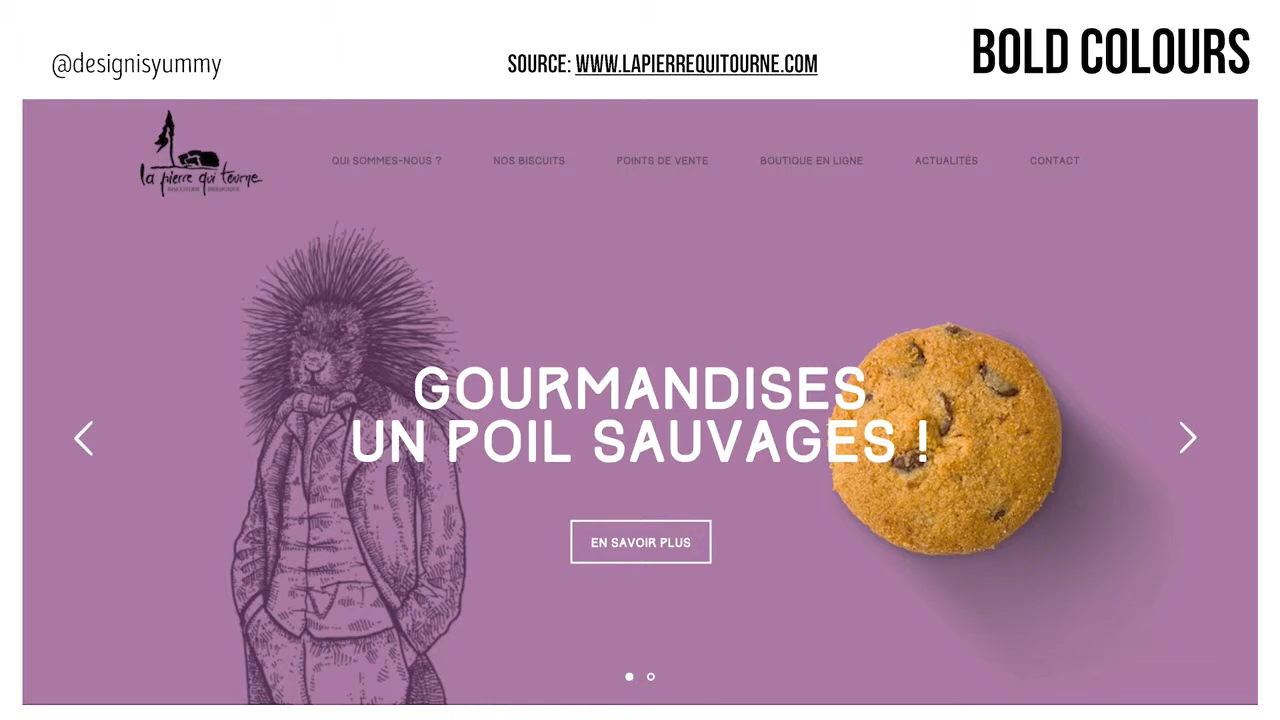 @designisyummy
SOURCE: WWW.LAPIERREQUITOURNE.COM
BOLD COLOURS
la pierre qui tourne
QUI SOMMES-NOUS ?
NOS BISCUITS
POINTS DE VENTE
BOUTIQUE EN LIGNE
ACTUALITÉS
CONTACT
GOURMANDISES
UN POIL SAUVAGES !
EN SAVOIR PLUS